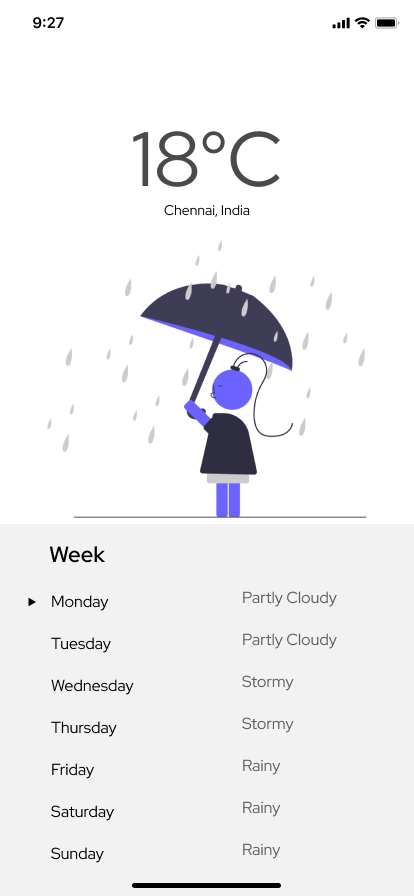 9:27
18°C
Chennai, India
Week
Monday Partly Cloudy
Tuesday Partly Cloudy
Wednesday Stormy
Thursday Stormy
Friday Rainy
Saturday Rainy
Sunday Rainy